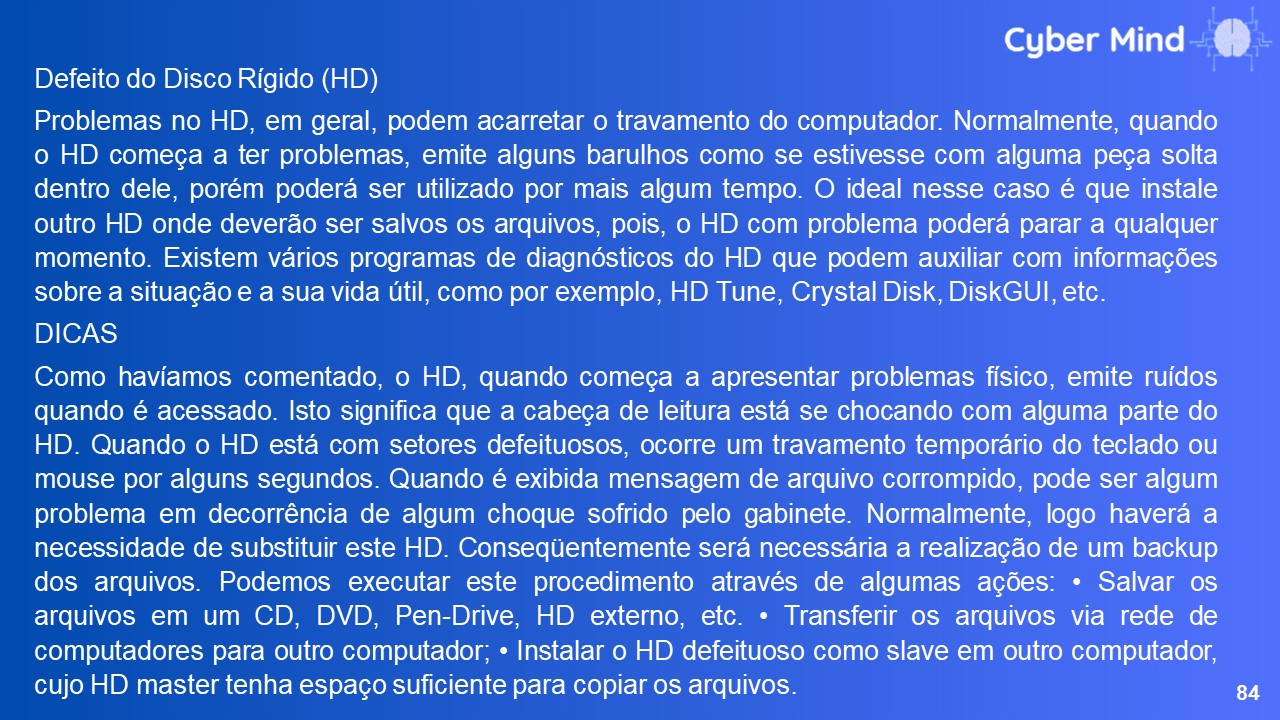 Cyber Mind
Defeito do Disco Rígido (HD)
Problemas no HD, em geral, podem acarretar o travamento do computador. Normalmente, quando
o HD começa a ter problemas, emite alguns barulhos como se estivesse com alguma peça solta
dentro dele, porém poderá ser utilizado por mais algum tempo. O ideal nesse caso é que instale
outro HD onde deverão ser salvos os arquivos, pois, o HD com problema poderá parar a qualquer
momento. Existem vários programas de diagnósticos do HD que podem auxiliar com informações
sobre a situação e a sua vida útil, como por exemplo, HD Tune, Crystal Disk, DiskGUI, etc.
DICAS
Como havíamos comentado, o HD, quando começa a apresentar problemas físico, emite ruídos
quando é acessado. Isto significa que a cabeça de leitura está se chocando com alguma parte do
HD. Quando o HD está com setores defeituosos, ocorre um travamento temporário do teclado ou
mouse por alguns segundos. Quando é exibida mensagem de arquivo corrompido, pode ser algum
problema em decorrência de algum choque sofrido pelo gabinete. Normalmente, logo haverá a
necessidade de substituir este HD. Conseqüentemente será necessária a realização de um backup
dos arquivos. Podemos executar este procedimento através de algumas ações: • Salvar os
arquivos em um CD, DVD, Pen-Drive, HD externo, etc. • Transferir os arquivos via rede de
computadores para outro computador; • Instalar o HD defeituoso como slave em outro computador,
cujo HD master tenha espaço suficiente para copiar os arquivos.
84